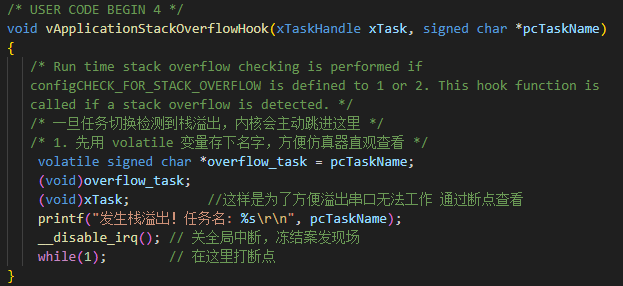 /* USER CODE BEGIN 4 */
void vApplicationStackOverflowHook(xTaskHandle xTask, signed char *pcTaskName)
{
/* Run time stack overflow checking is performed if
configCHECK_FOR_STACK_OVERFLOW is defined to 1 or 2. This hook function is
called if a stack overflow is detected. */
/* 一旦任务切换检测到栈溢出，内核会主动跳进这里 */
/* 1. 先用 volatile 变量存下名字，方便仿真器直观查看 */
volatile signed char *overflow_task = pcTaskName;
(void)overflow_task;
(void)xTask; //这样是为了方便溢出串口无法工作 通过断点查看
printf("发生栈溢出! 任务名: %s\r\n", pcTaskName);
__disable_irq(); // 关全局中断，冻结案发现场
while(1); // 在这里打断点
}